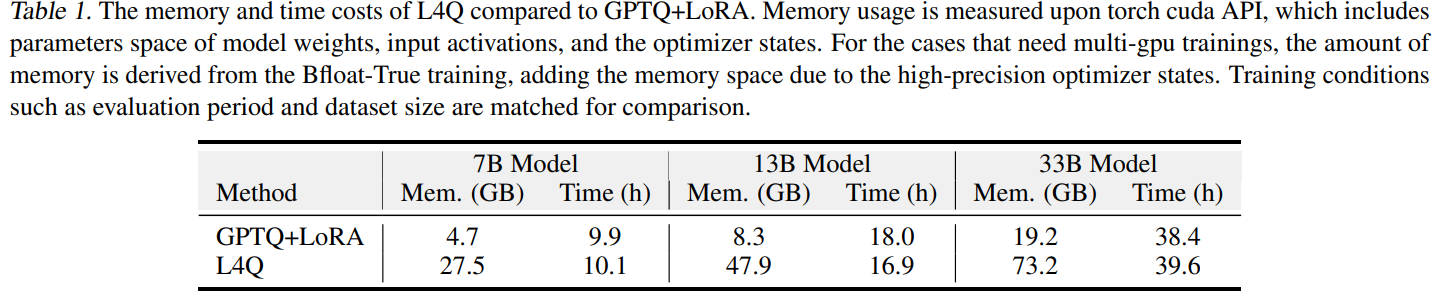 Table 1. The memory and time costs of L4Q compared to GPTQ+LoRA. Memory usage is measured upon torch cuda API, which includes
parameters space of model weights, input activations, and the optimizer states. For the cases that need multi-gpu trainings, the amount of
memory is derived from the Bfloat-True training, adding the memory space due to the high-precision optimizer states. Training conditions
such as evaluation period and dataset size are matched for comparison.
7B Model 13B Model 33B Model
Method Mem. (GB) Time (h) Mem. (GB) Time (h) Mem. (GB) Time (h)
GPTQ+LoRA 4.7 9.9 8.3 18.0 19.2 38.4
L4Q 27.5 10.1 47.9 16.9 73.2 39.6